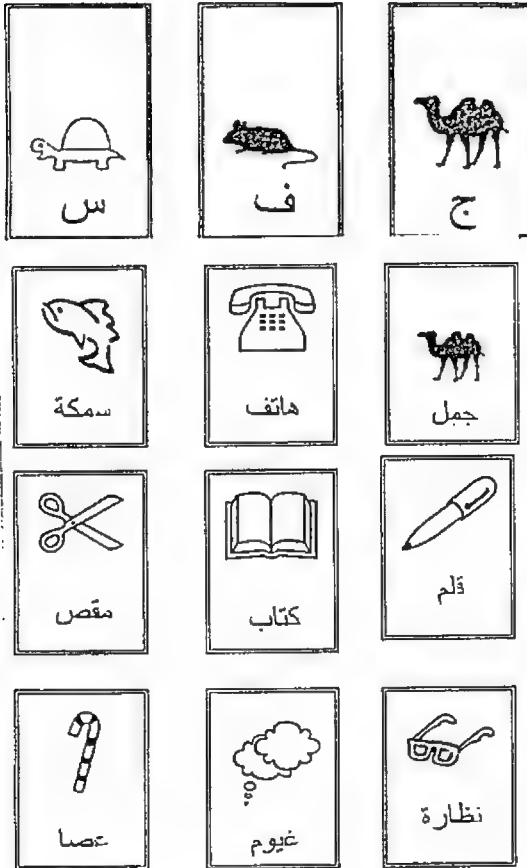 ج
ف
س
جمل
هاتف
سمكة
قلم
كتاب
مقص
نظارة
غيوم
عصا